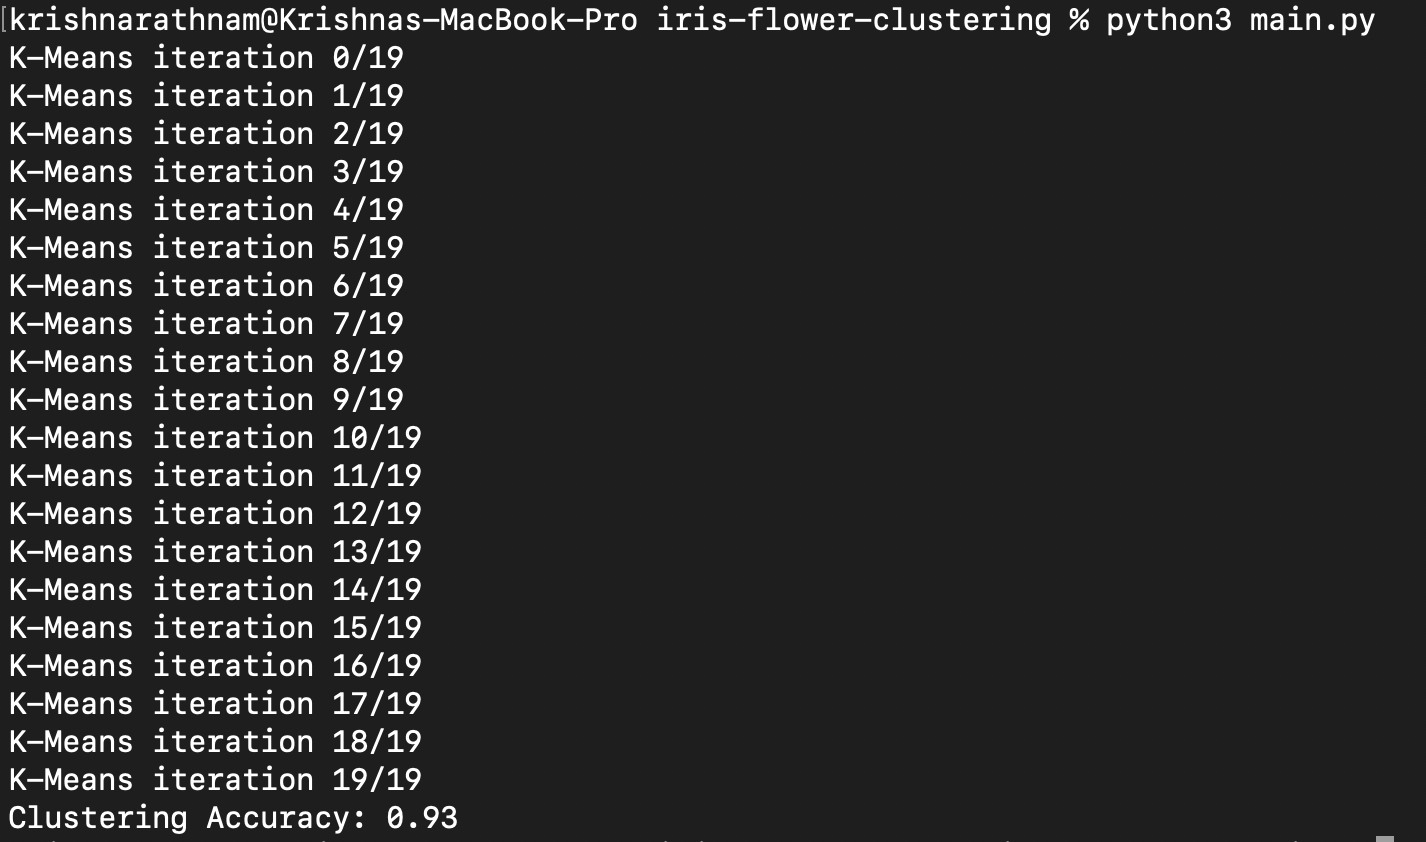 [krishnarathnam@Krishnas-MacBook-Pro iris-flower-clustering % python3 main.py
K-Means iteration 0/19
K-Means iteration 1/19
K-Means iteration 2/19
K-Means iteration 3/19
K-Means iteration 4/19
K-Means iteration 5/19
K-Means iteration 6/19
K-Means iteration 7/19
K-Means iteration 8/19
K-Means iteration 9/19
K-Means iteration 10/19
K-Means iteration 11/19
K-Means iteration 12/19
K-Means iteration 13/19
K-Means iteration 14/19
K-Means iteration 15/19
K-Means iteration 16/19
K-Means iteration 17/19
K-Means iteration 18/19
K-Means iteration 19/19
Clustering Accuracy: 0.93